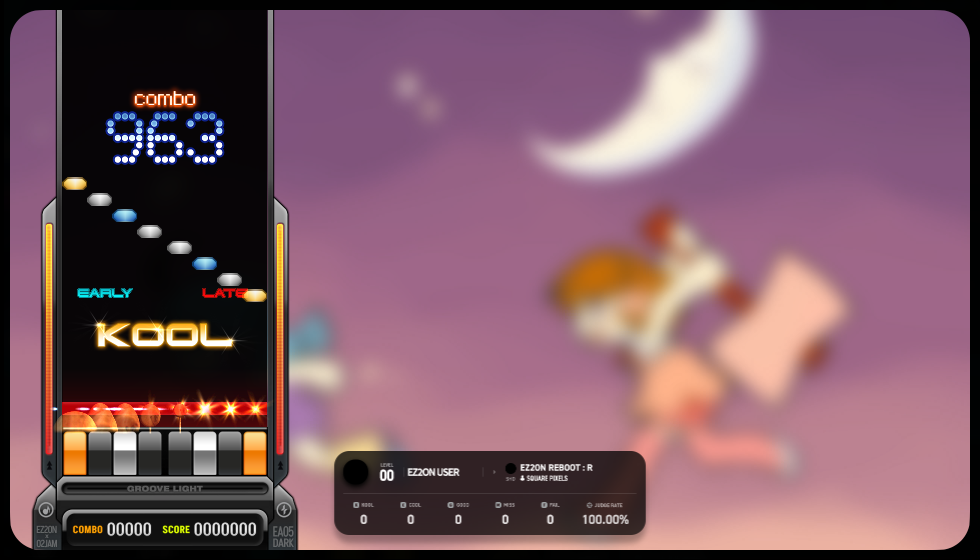 combo
963
EARLY LATE
KOOL
GROOVE LIGHT
COMBO 00000 SCORE 0000000
EZ2ON
X
O2JAM
EA05
DARK
LEVEL
00 EZ2ON USER
EZ2ON REBOOT : R
SQUARE PIXELS
KOOL COOL GOOD MISS FAIL JUDGE RATE
0 0 0 0 0 100.00%